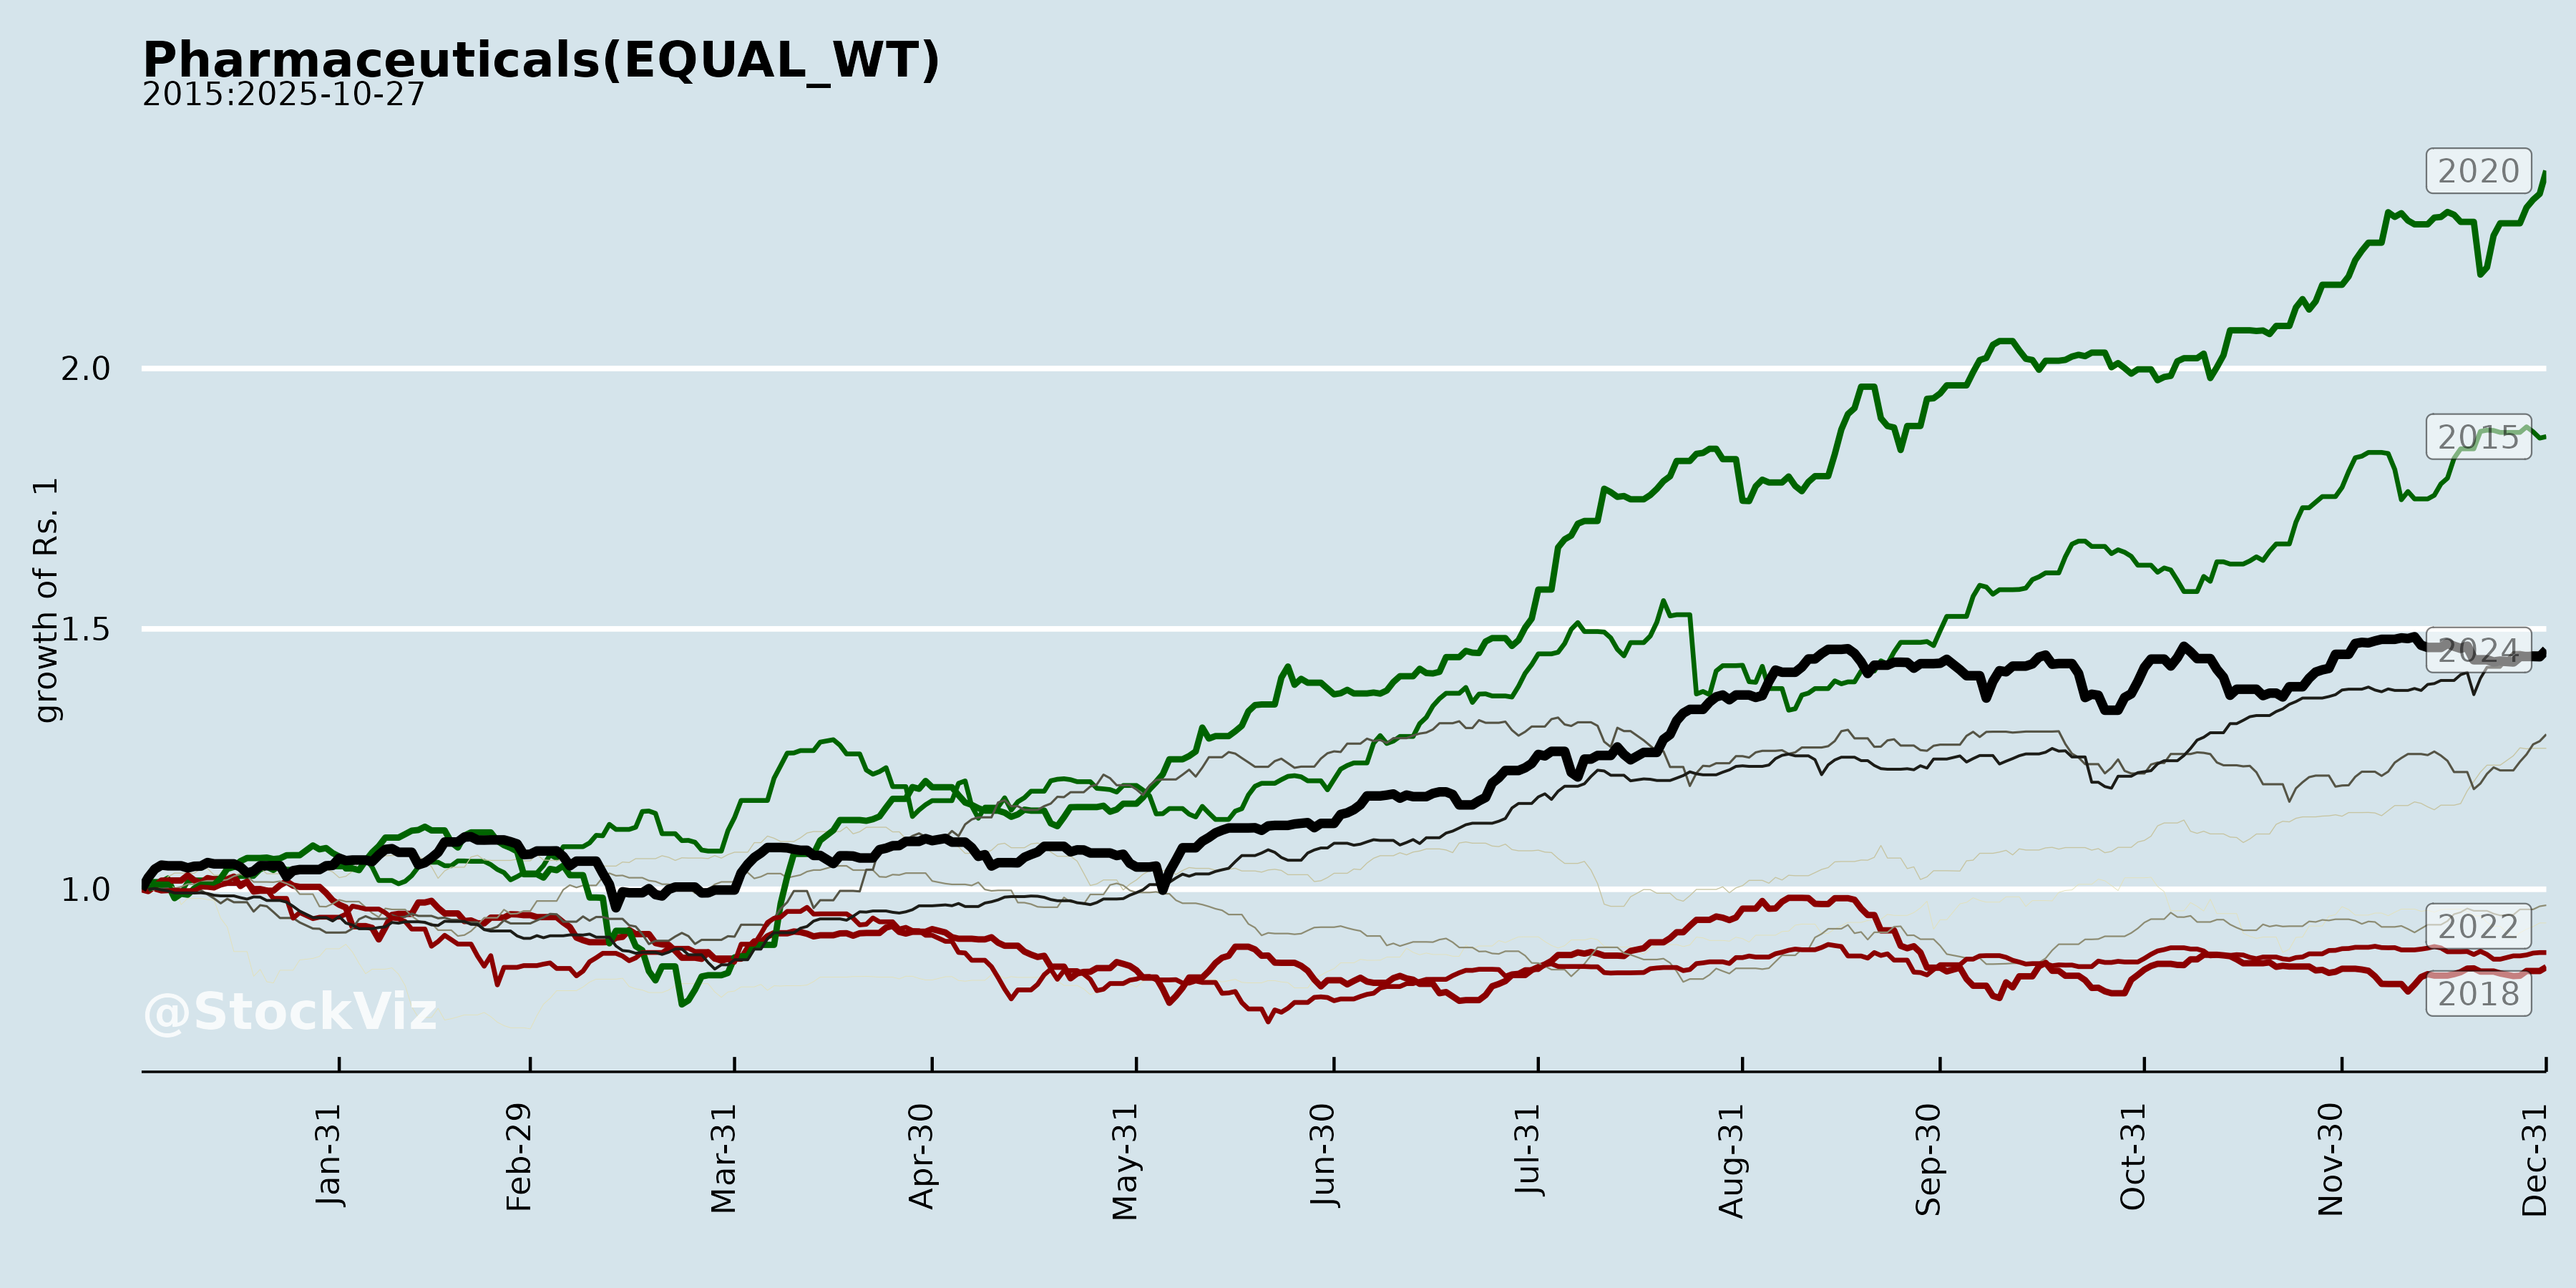 Pharmaceuticals(EQUAL_WT)
2015:2025-10-27
growth of Rs. 1
2.0
1.5
1.0
2020
2015
2024
2022
2018
@StockViz
Jan-31
Feb-29
Mar-31
Apr-30
May-31
Jun-30
Jul-31
Aug-31
Sep-30
Oct-31
Nov-30
Dec-31